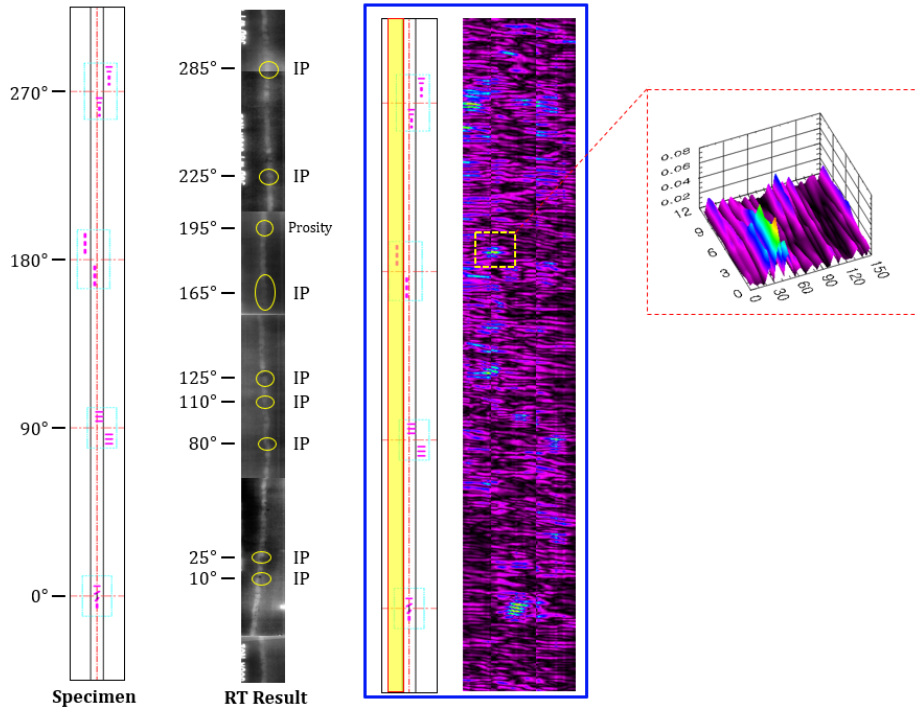 270°
180°
90°
0°
Specimen
285° IP
225° IP
195° Prosity
165° IP
125° IP
110° IP
80° IP
25° IP
10° IP
RT Result
0.08
0.06
0.04
0.02
12
9
6
3
0
0
30
60
90
120
150